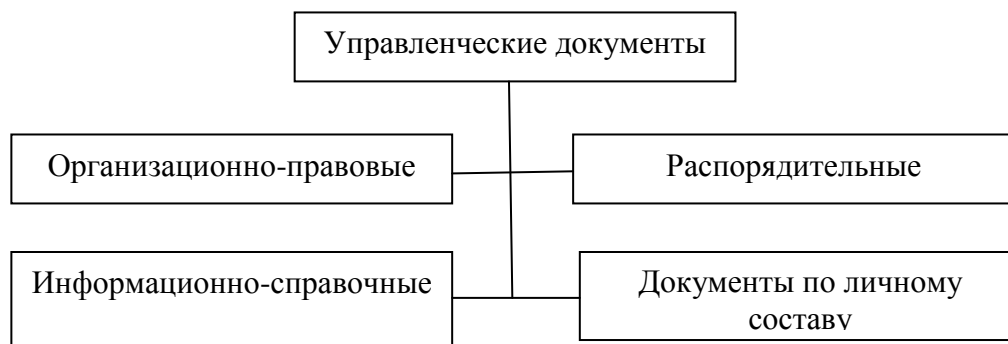 Управленческие документы
Организационно-правовые
Распорядительные
Информационно-справочные
Документы по личному
составу